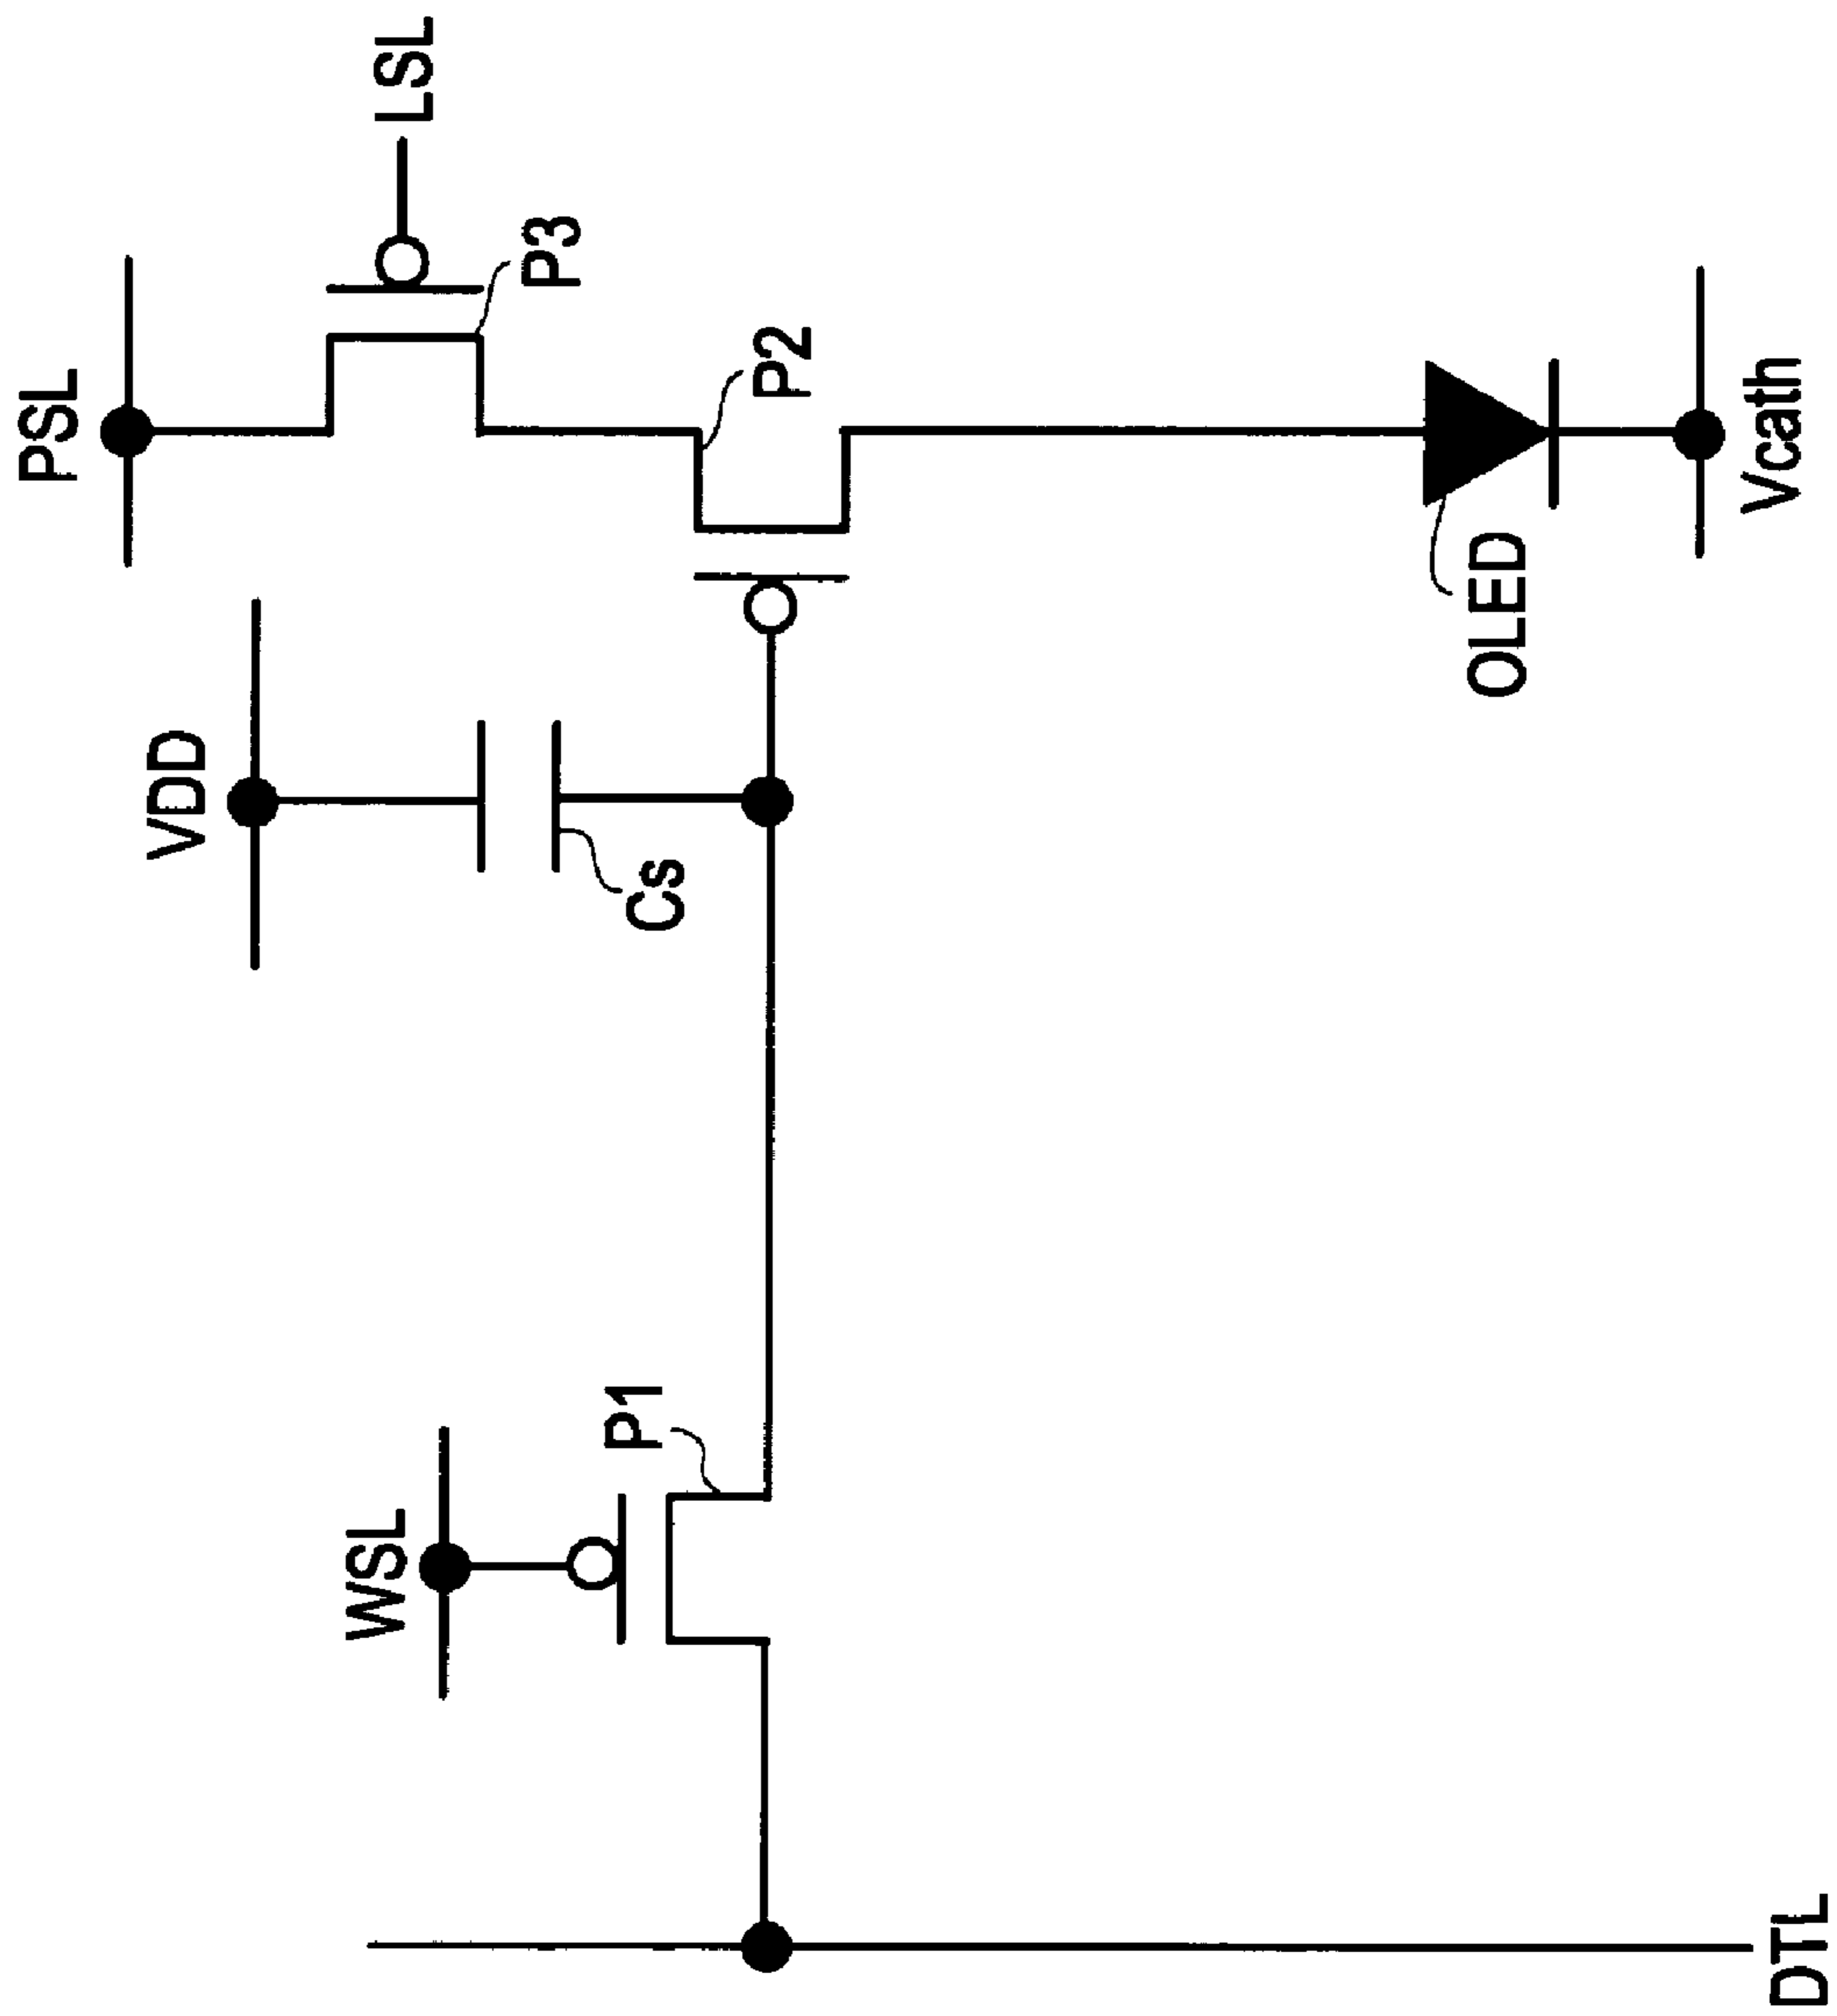 PSL
LSL
P3
P2
VDD
Cs
OLED
Vcath
WSL
P1
DTL